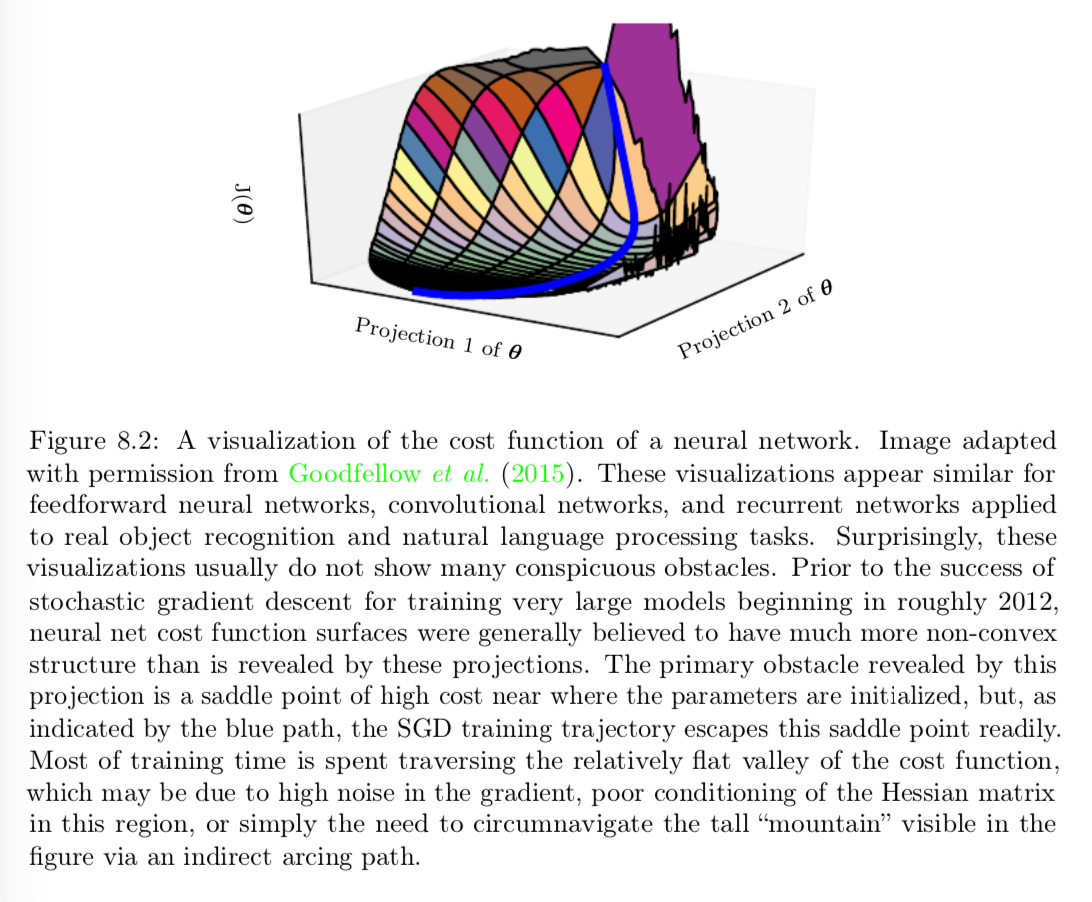 J(θ)
Projection 1 of θ
Projection 2 of θ
Figure 8.2: A visualization of the cost function of a neural network. Image adapted
with permission from Goodfellow et al. (2015). These visualizations appear similar for
feedforward neural networks, convolutional networks, and recurrent networks applied
to real object recognition and natural language processing tasks. Surprisingly, these
visualizations usually do not show many conspicuous obstacles. Prior to the success of
stochastic gradient descent for training very large models beginning in roughly 2012,
neural net cost function surfaces were generally believed to have much more non-convex
structure than is revealed by these projections. The primary obstacle revealed by this
projection is a saddle point of high cost near where the parameters are initialized, but, as
indicated by the blue path, the SGD training trajectory escapes this saddle point readily.
Most of training time is spent traversing the relatively flat valley of the cost function,
which may be due to high noise in the gradient, poor conditioning of the Hessian matrix
in this region, or simply the need to circumnavigate the tall “mountain” visible in the
figure via an indirect arcing path.